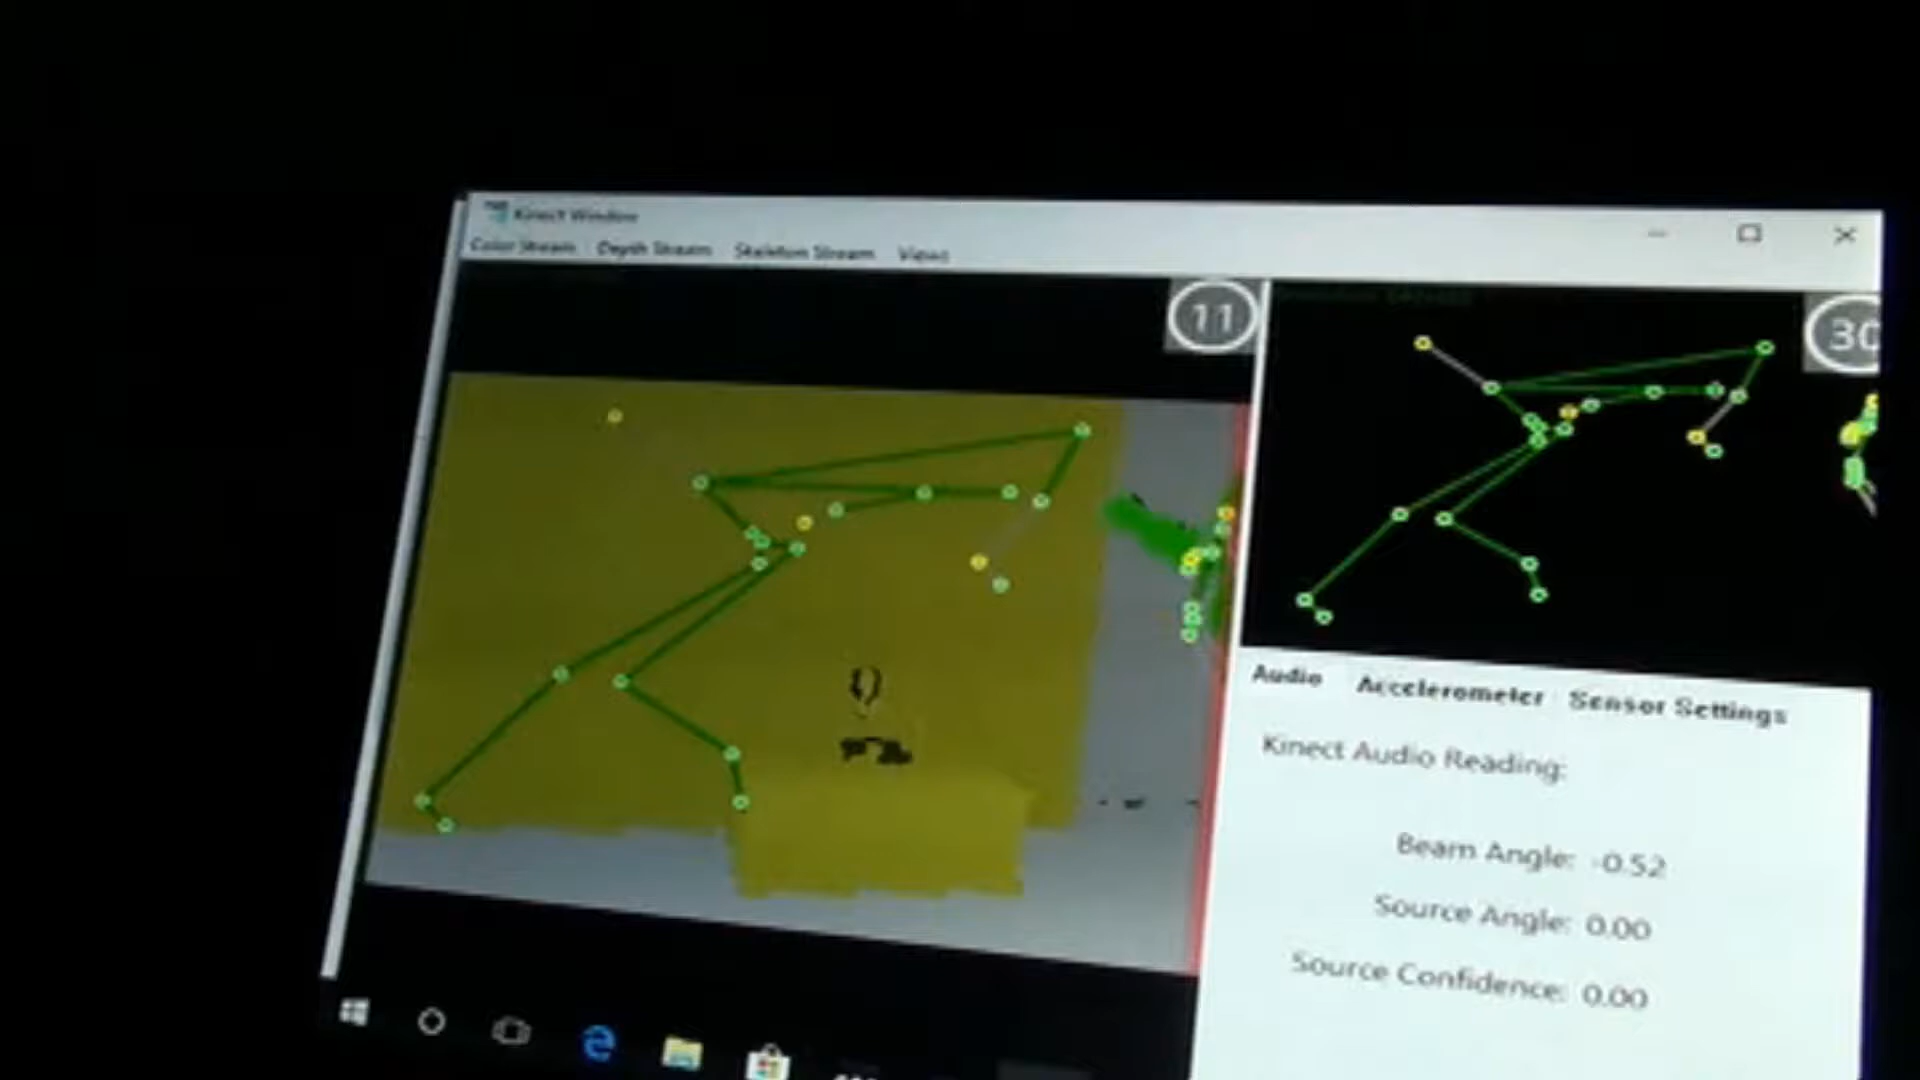 Kinect Window
Color Stream Depth Stream Skeleton Stream Views
11
30
Audio Accelerometer Sensor Settings
Kinect Audio Reading:
Beam Angle: -0.52
Source Angle: 0.00
Source Confidence: 0.00